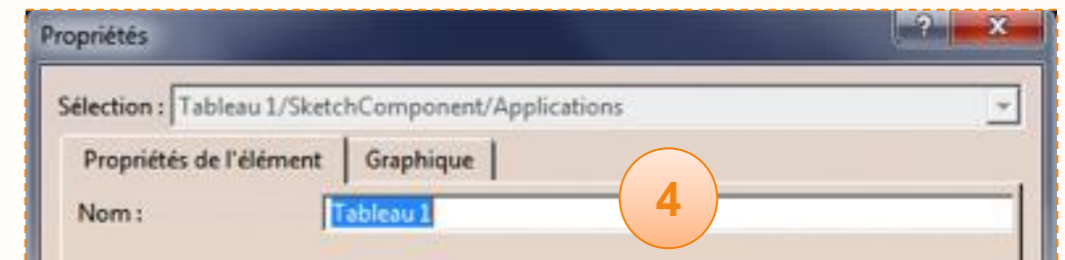 Propriétés ? X
Sélection : Tableau 1/SketchComponent/Applications
Propriétés de l'élément Graphique
Nom : Tableau 1 4